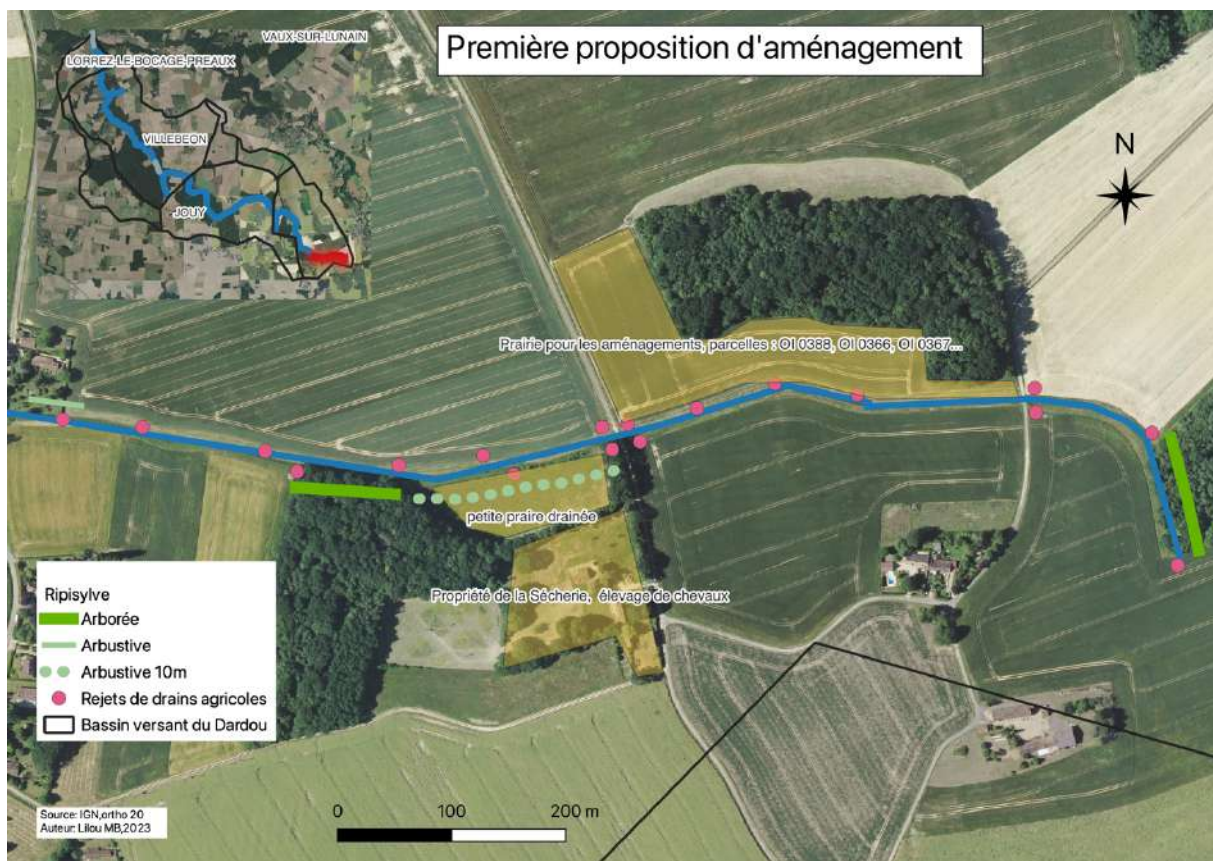 Première proposition d'aménagement
VAUX-SUR-LUNAIN
LORREZ-LE-BOCAGE-PREAUX
VILLEBEON
JOUY
N
Prairie pour les aménagements, parcelles : OI 0388, OI 0366, OI 0367...
petite praire drainée
Propriété de la Sécherie, élevage de chevaux
Ripisylve
Arborée
Arbustive
Arbustive 10m
Rejets de drains agricoles
Bassin versant du Dardou
Source: IGN,ortho 20
Auteur: Lilou MB,2023
0 100 200 m